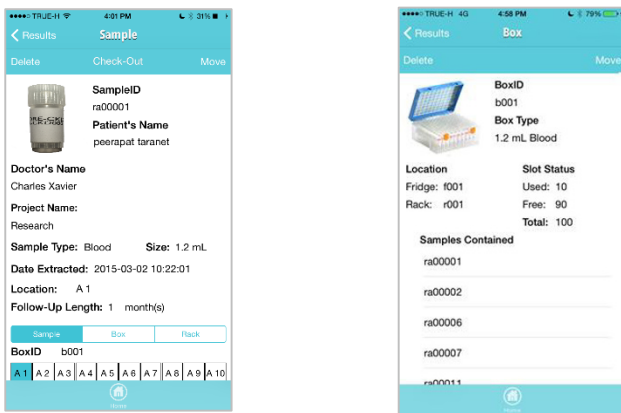 TRUE-H 4:01 PM 31%
Results Sample
Delete Check-Out Move
SampleID
ra00001
Patient's Name
peerapat taranet
Doctor's Name
Charles Xavier
Project Name:
Research
Sample Type: Blood Size: 1.2 mL
Date Extracted: 2015-03-02 10:22:01
Location: A 1
Follow-Up Length: 1 month(s)
Sample Box Rack
BoxID b001
A 1 A 2 A 3 A 4 A 5 A 6 A 7 A 8 A 9 A 10
Home
TRUE-H 4G 4:58 PM 79%
Results Box
Delete Move
BoxID
b001
Box Type
1.2 mL Blood
Location Slot Status
Fridge: f001 Used: 10
Rack: r001 Free: 90
Total: 100
Samples Contained
ra00001
ra00002
ra00006
ra00007
ra00011
Home